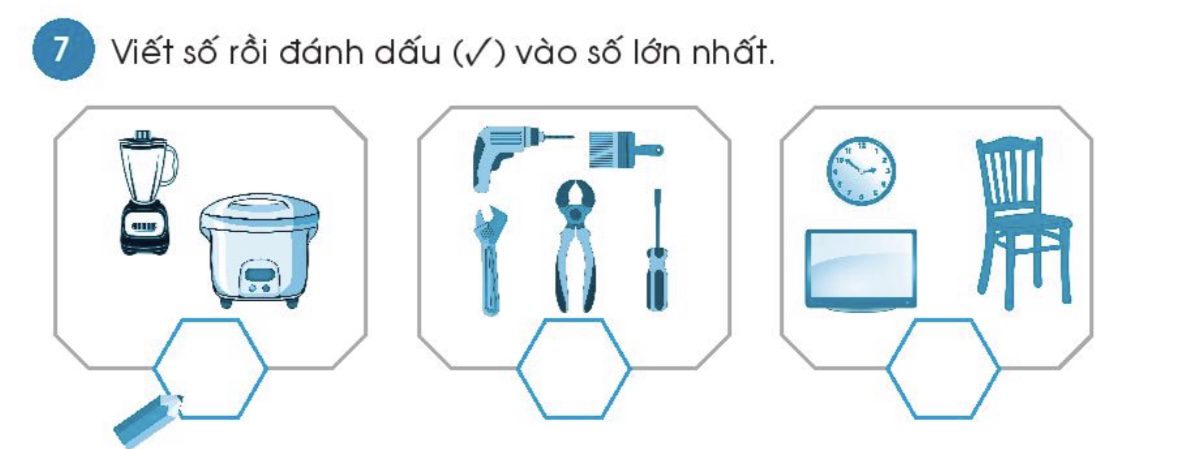 7 Viết số rồi đánh dấu (✓) vào số lớn nhất.